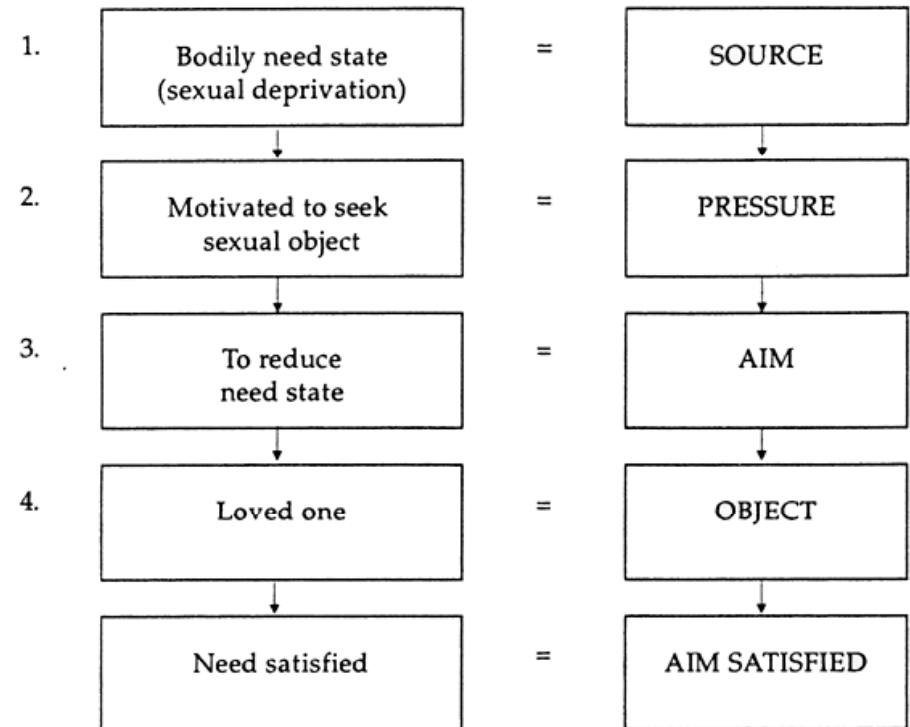 1. Bodily need state = SOURCE
(sexual deprivation)
2. Motivated to seek = PRESSURE
sexual object
3. To reduce = AIM
need state
4. Loved one = OBJECT
Need satisfied = AIM SATISFIED